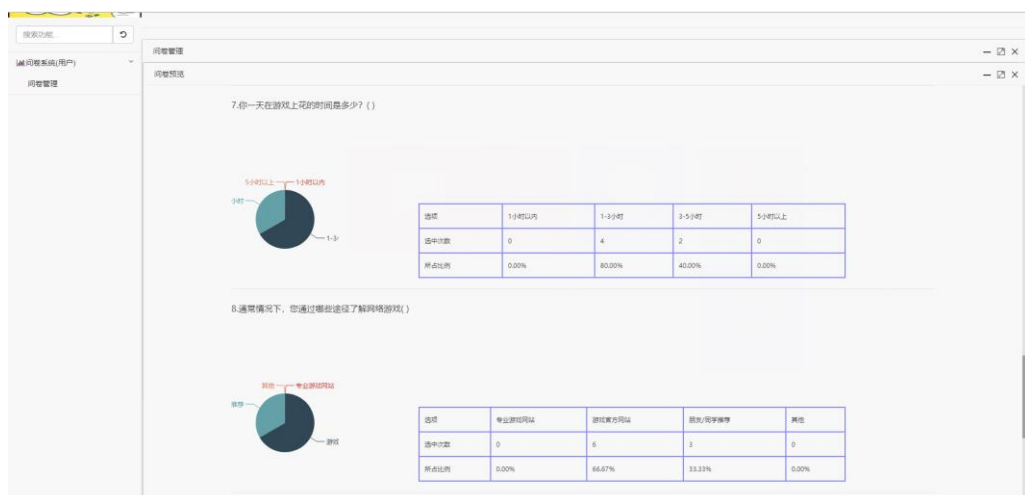 搜索功能...
问卷系统(用户)
问卷管理
问卷管理
问卷预览
7.你一天在游戏上花的时间是多少? ( )
5小时以上
1小时以内
小时
1-3小
选项 1小时以内 1-3小时 3-5小时 5小时以上
选中次数 0 4 2 0
所占比例 0.00% 80.00% 40.00% 0.00%
8.通常情况下，您通过哪些途径了解网络游戏( )
其他
专业游戏网站
推荐
游戏
选项 专业游戏网站 游戏官方网站 朋友/同学推荐 其他
选中次数 0 6 3 0
所占比例 0.00% 66.67% 33.33% 0.00%